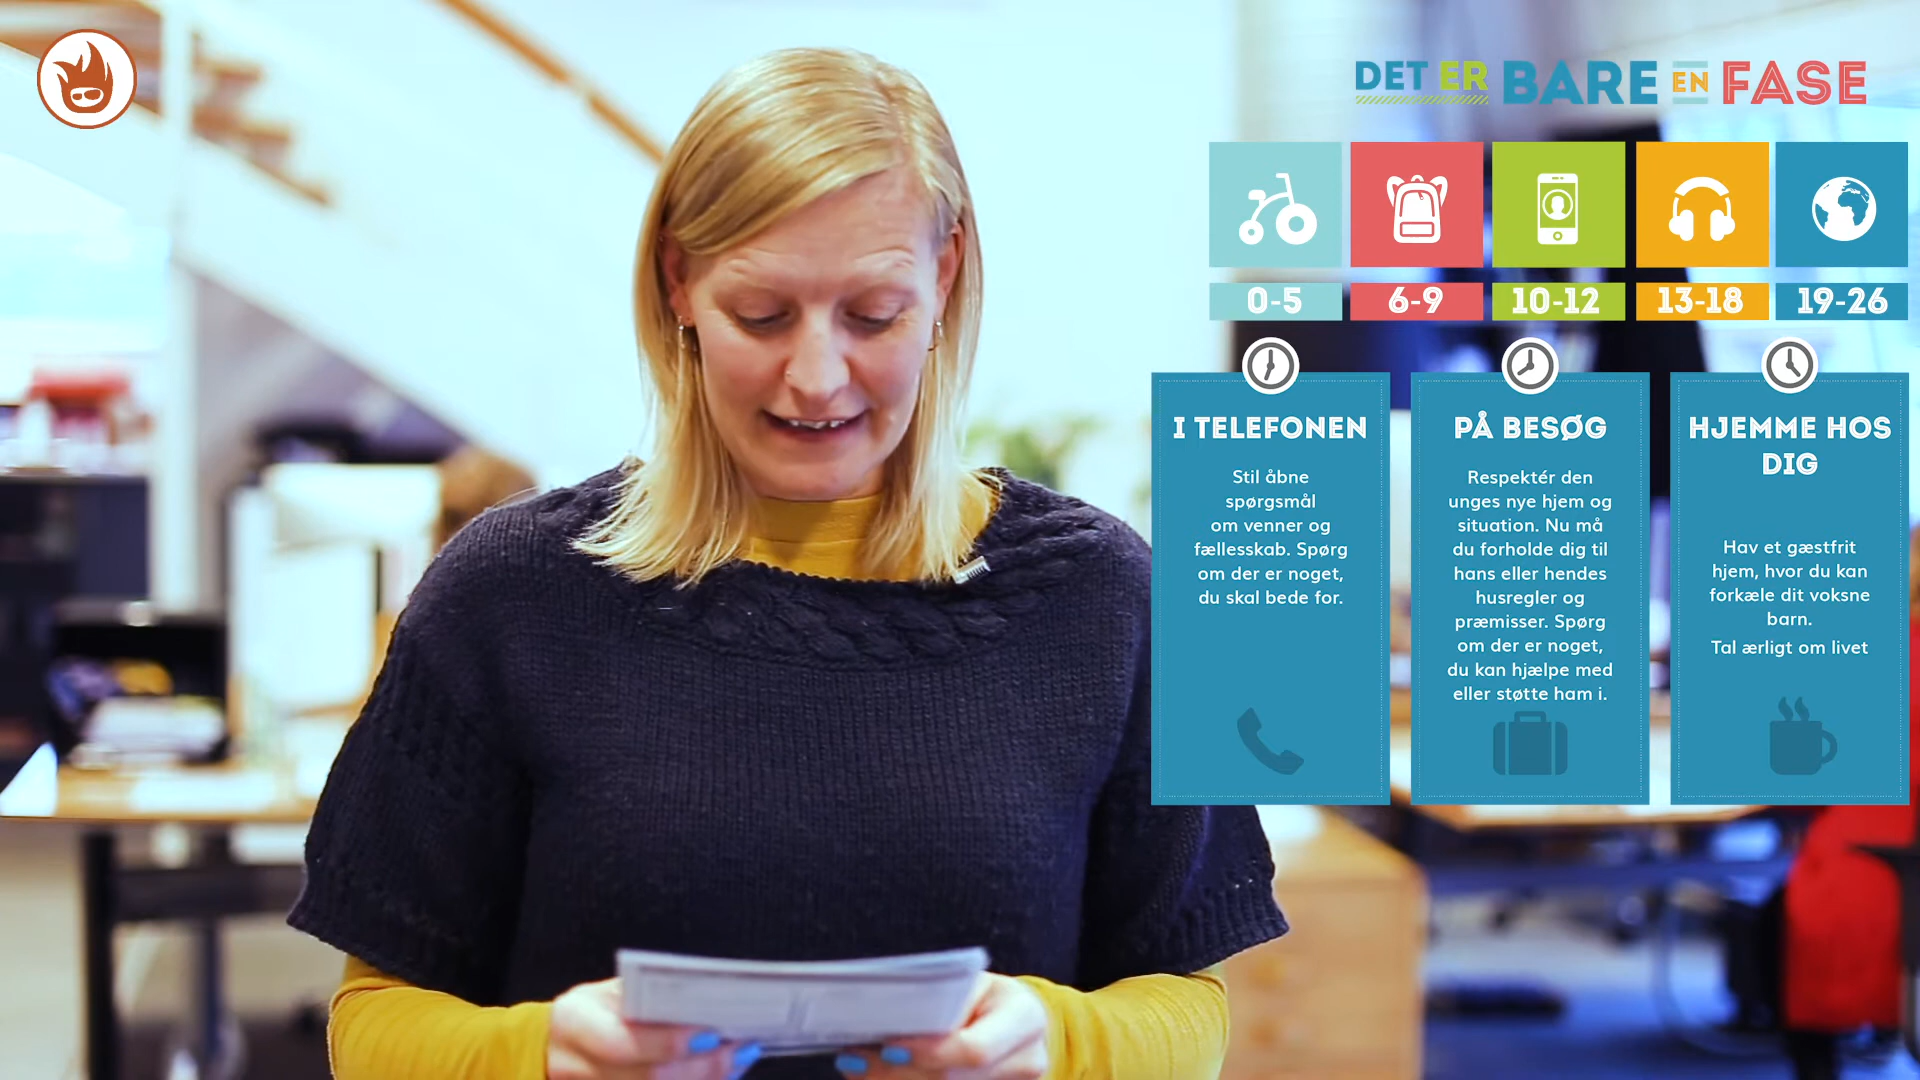 DET ER BARE EN FASE
0-5
6-9
10-12
13-18
19-26
I TELEFONEN
Stil åbne
spørgsmål
om venner og
fællesskab. Spørg
om der er noget,
du skal bede for.
PÅ BESØG
Respektér den
unges nye hjem og
situation. Nu må
du forholde dig til
hans eller hendes
husregler og
præmisser. Spørg
om der er noget,
du kan hjælpe med
eller støtte ham i.
HJEMME HOS
DIG
Hav et gæstfrit
hjem, hvor du kan
forkæle dit voksne
barn.
Tal ærligt om livet